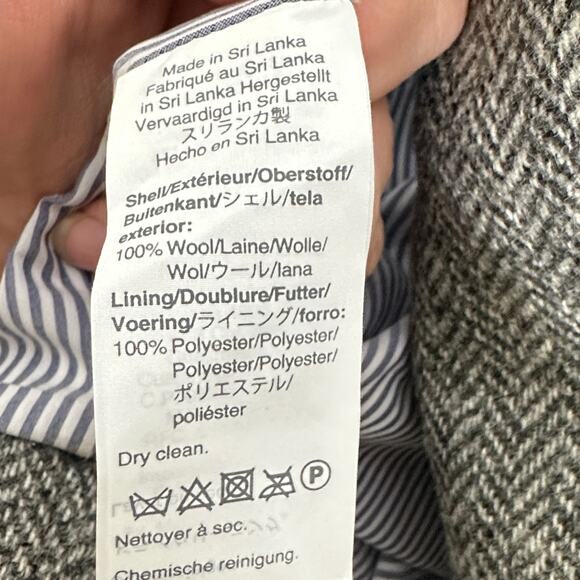 Made in Sri Lanka
Fabriqué au Sri Lanka
in Sri Lanka Hergestellt
Vervaardigd in Sri Lanka
スリランカ製
Hecho en Sri Lanka
Shell/Extérieur/Oberstoff/
Buitenkant/シェル/tela
exterior:
100% Wool/Laine/Wolle/
Wol/ウール/lana
Lining/Doublure/Futter/
Voering/ライニング/forro:
100% Polyester/Polyester/
Polyester/Polyester/
ポリエステル/
poliéster
Dry clean.
P
Nettoyer à sec.
Chemische reinigung.